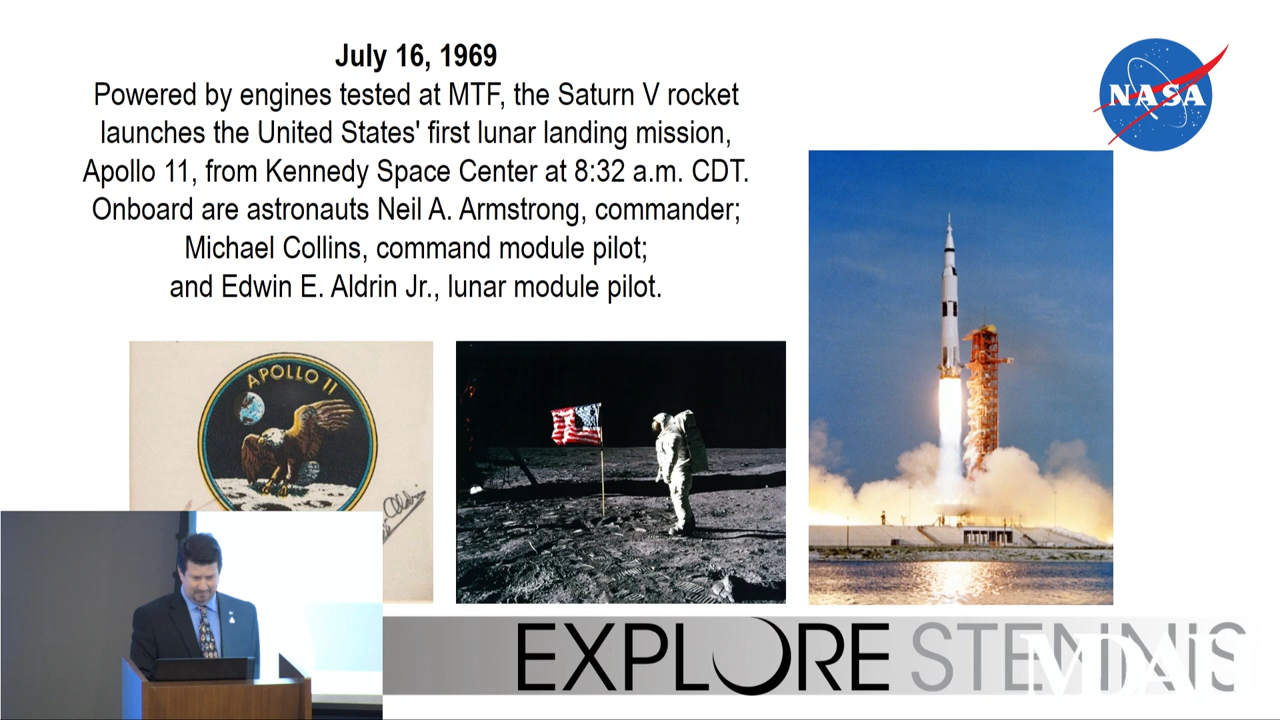 July 16, 1969
Powered by engines tested at MTF, the Saturn V rocket
launches the United States' first lunar landing mission,
Apollo 11, from Kennedy Space Center at 8:32 a.m. CDT.
Onboard are astronauts Neil A. Armstrong, commander;
Michael Collins, command module pilot;
and Edwin E. Aldrin Jr., lunar module pilot.
NASA
APOLLO 11
EXPLORE STENNIS